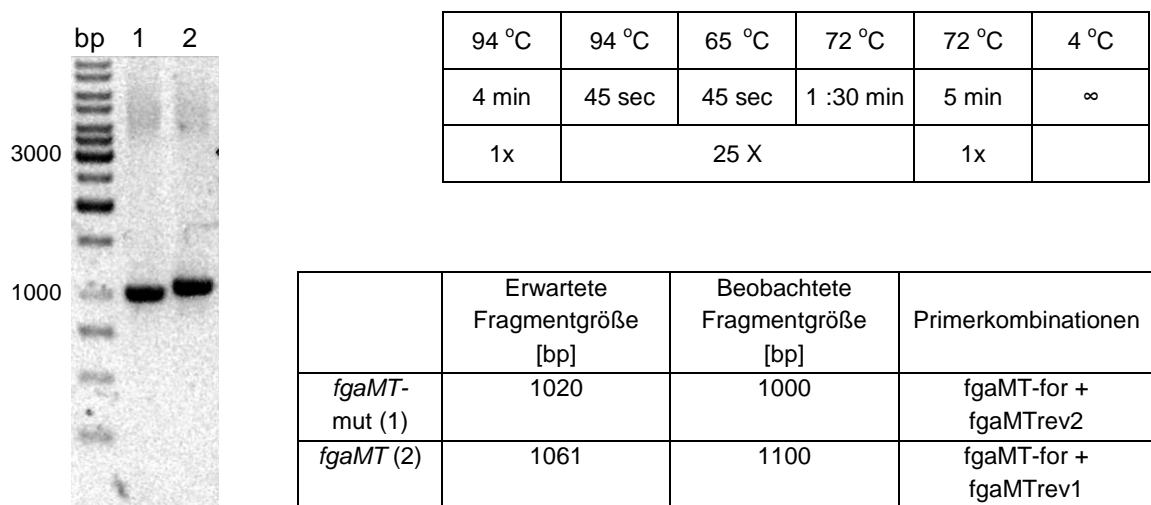 bp 1 2
3000
1000
94 °C 94 °C 65 °C 72 °C 72 °C 4 °C
4 min 45 sec 45 sec 1 :30 min 5 min ∞
1x 25 X 1x
Erwartete Fragmentgröße [bp] Beobachtete Fragmentgröße [bp] Primerkombinationen
fgaMT-mut (1) 1020 1000 fgaMT-for + fgaMTrev2
fgaMT (2) 1061 1100 fgaMT-for + fgaMTrev1